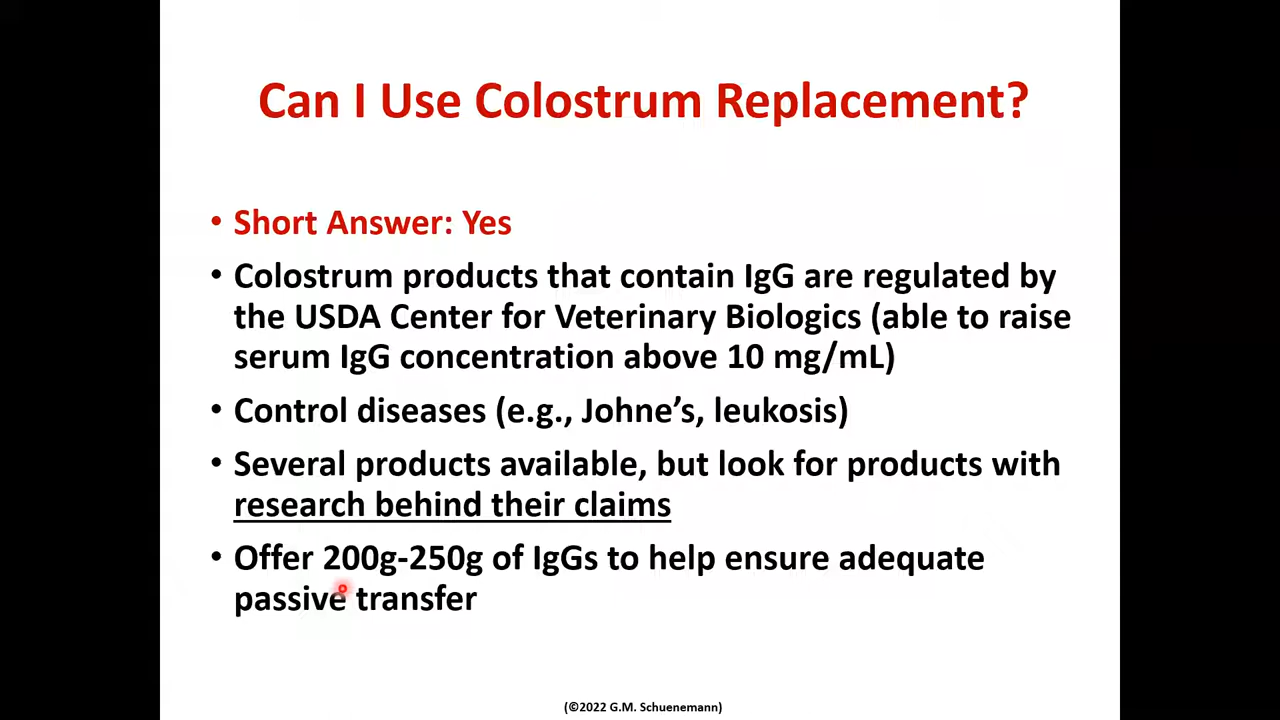 Can I Use Colostrum Replacement?
• Short Answer: Yes
• Colostrum products that contain IgG are regulated by
the USDA Center for Veterinary Biologics (able to raise
serum IgG concentration above 10 mg/mL)
• Control diseases (e.g., Johne’s, leukosis)
• Several products available, but look for products with
research behind their claims
• Offer 200g-250g of IgGs to help ensure adequate
passive transfer
(©2022 G.M. Schuenemann)